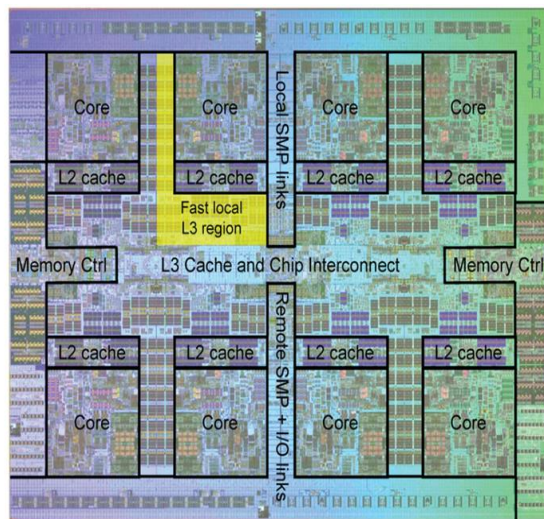 Core
Core
Core
Core
Local SMP links
L2 cache
L2 cache
L2 cache
L2 cache
Fast local
L3 region
Memory Ctrl
L3 Cache and Chip Interconnect
Memory Ctrl
Remote SMP + I/O links
L2 cache
L2 cache
L2 cache
L2 cache
Core
Core
Core
Core